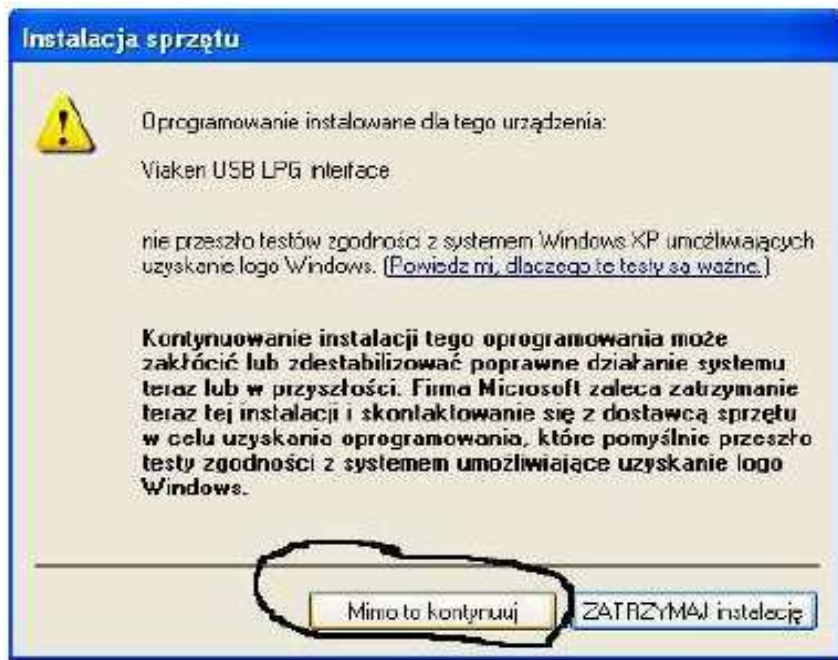 Instalacja sprzętu
Oprogramowanie instalowane dla tego urządzenia:
Viaken USB LPG interface
nie przeszło testów zgodności z systemem Windows XP umożliwiających
uzyskanie logo Windows. (Powiedz mi, dlaczego te testy są ważne.)
Kontynuowanie instalacji tego oprogramowania może
zakłócić lub zdestabilizować poprawne działanie systemu
teraz lub w przyszłości. Firma Microsoft zaleca zatrzymanie
teraz tej instalacji i skontaktowanie się z dostawcą sprzętu
w celu uzyskania oprogramowania, które pomyślnie przeszło
testy zgodności z systemem umożliwiające uzyskanie logo
Windows.
Mimo to kontynuuj ZATRZYMAJ instalację